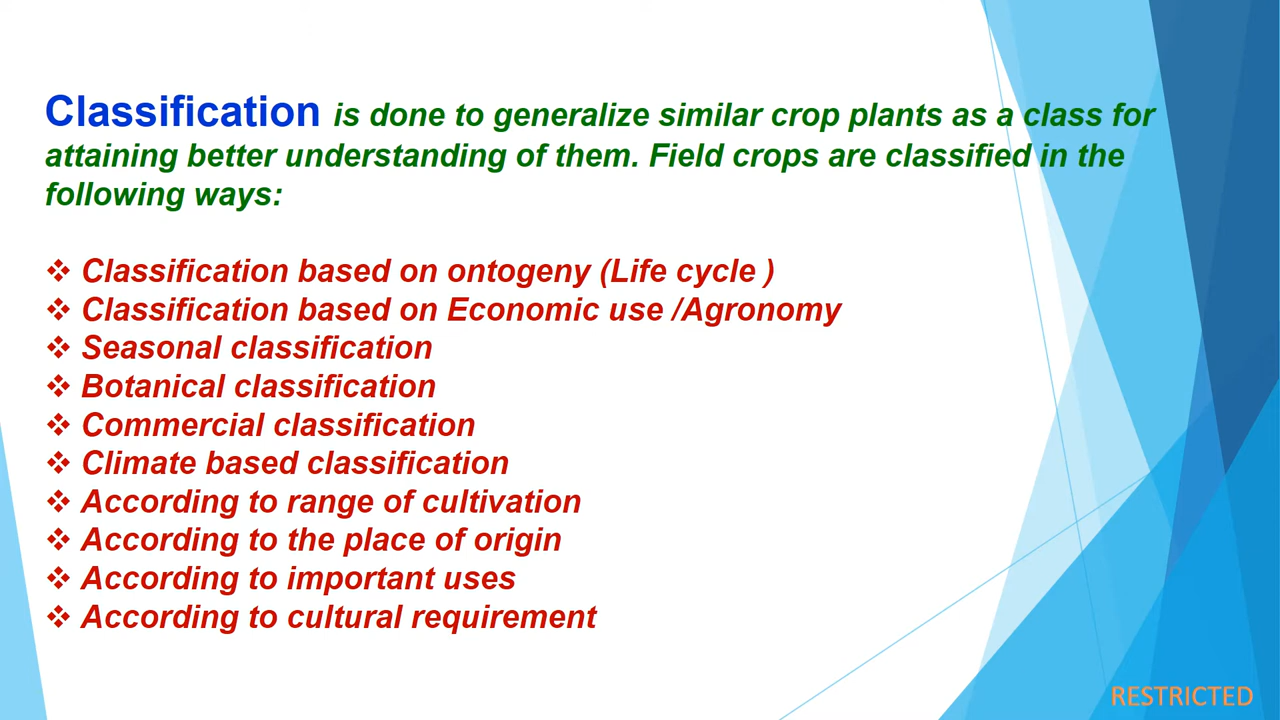 Classification is done to generalize similar crop plants as a class for
attaining better understanding of them. Field crops are classified in the
following ways:
❖ Classification based on ontogeny (Life cycle )
❖ Classification based on Economic use /Agronomy
❖ Seasonal classification
❖ Botanical classification
❖ Commercial classification
❖ Climate based classification
❖ According to range of cultivation
❖ According to the place of origin
❖ According to important uses
❖ According to cultural requirement
RESTRICTED